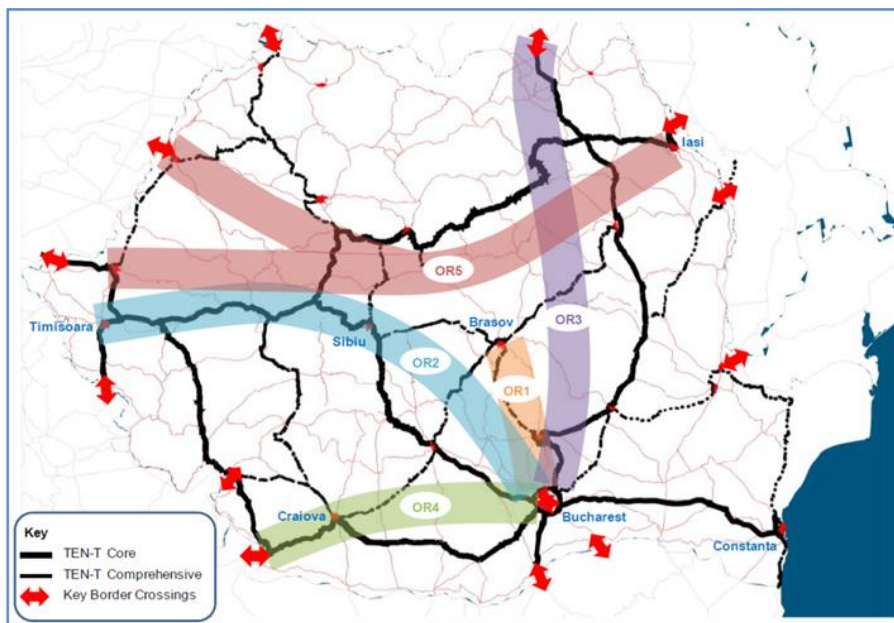 Iasi
OR5
Timisoara
Sibiu
Brasov
OR3
OR2
OR1
Craiova
OR4
Bucharest
Constanta
Key
TEN-T Core
TEN-T Comprehensive
Key Border Crossings